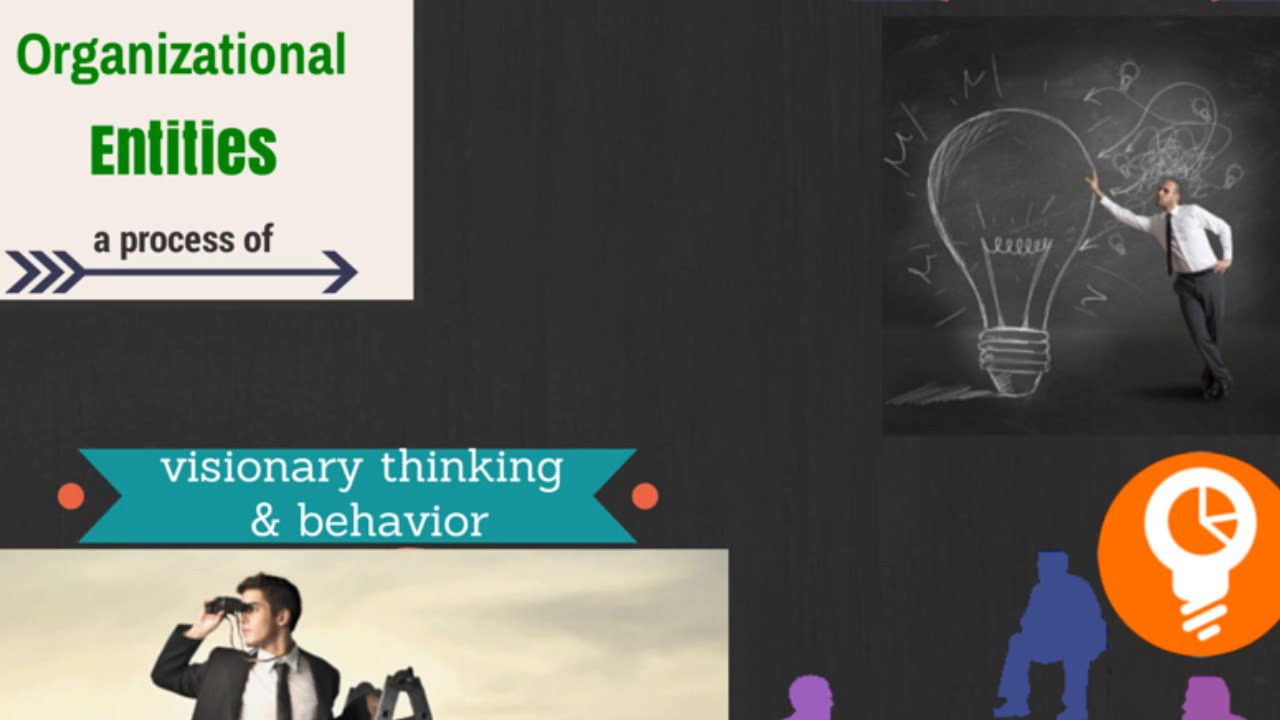 Organizational
Entities
a process of
visionary thinking
& behavior